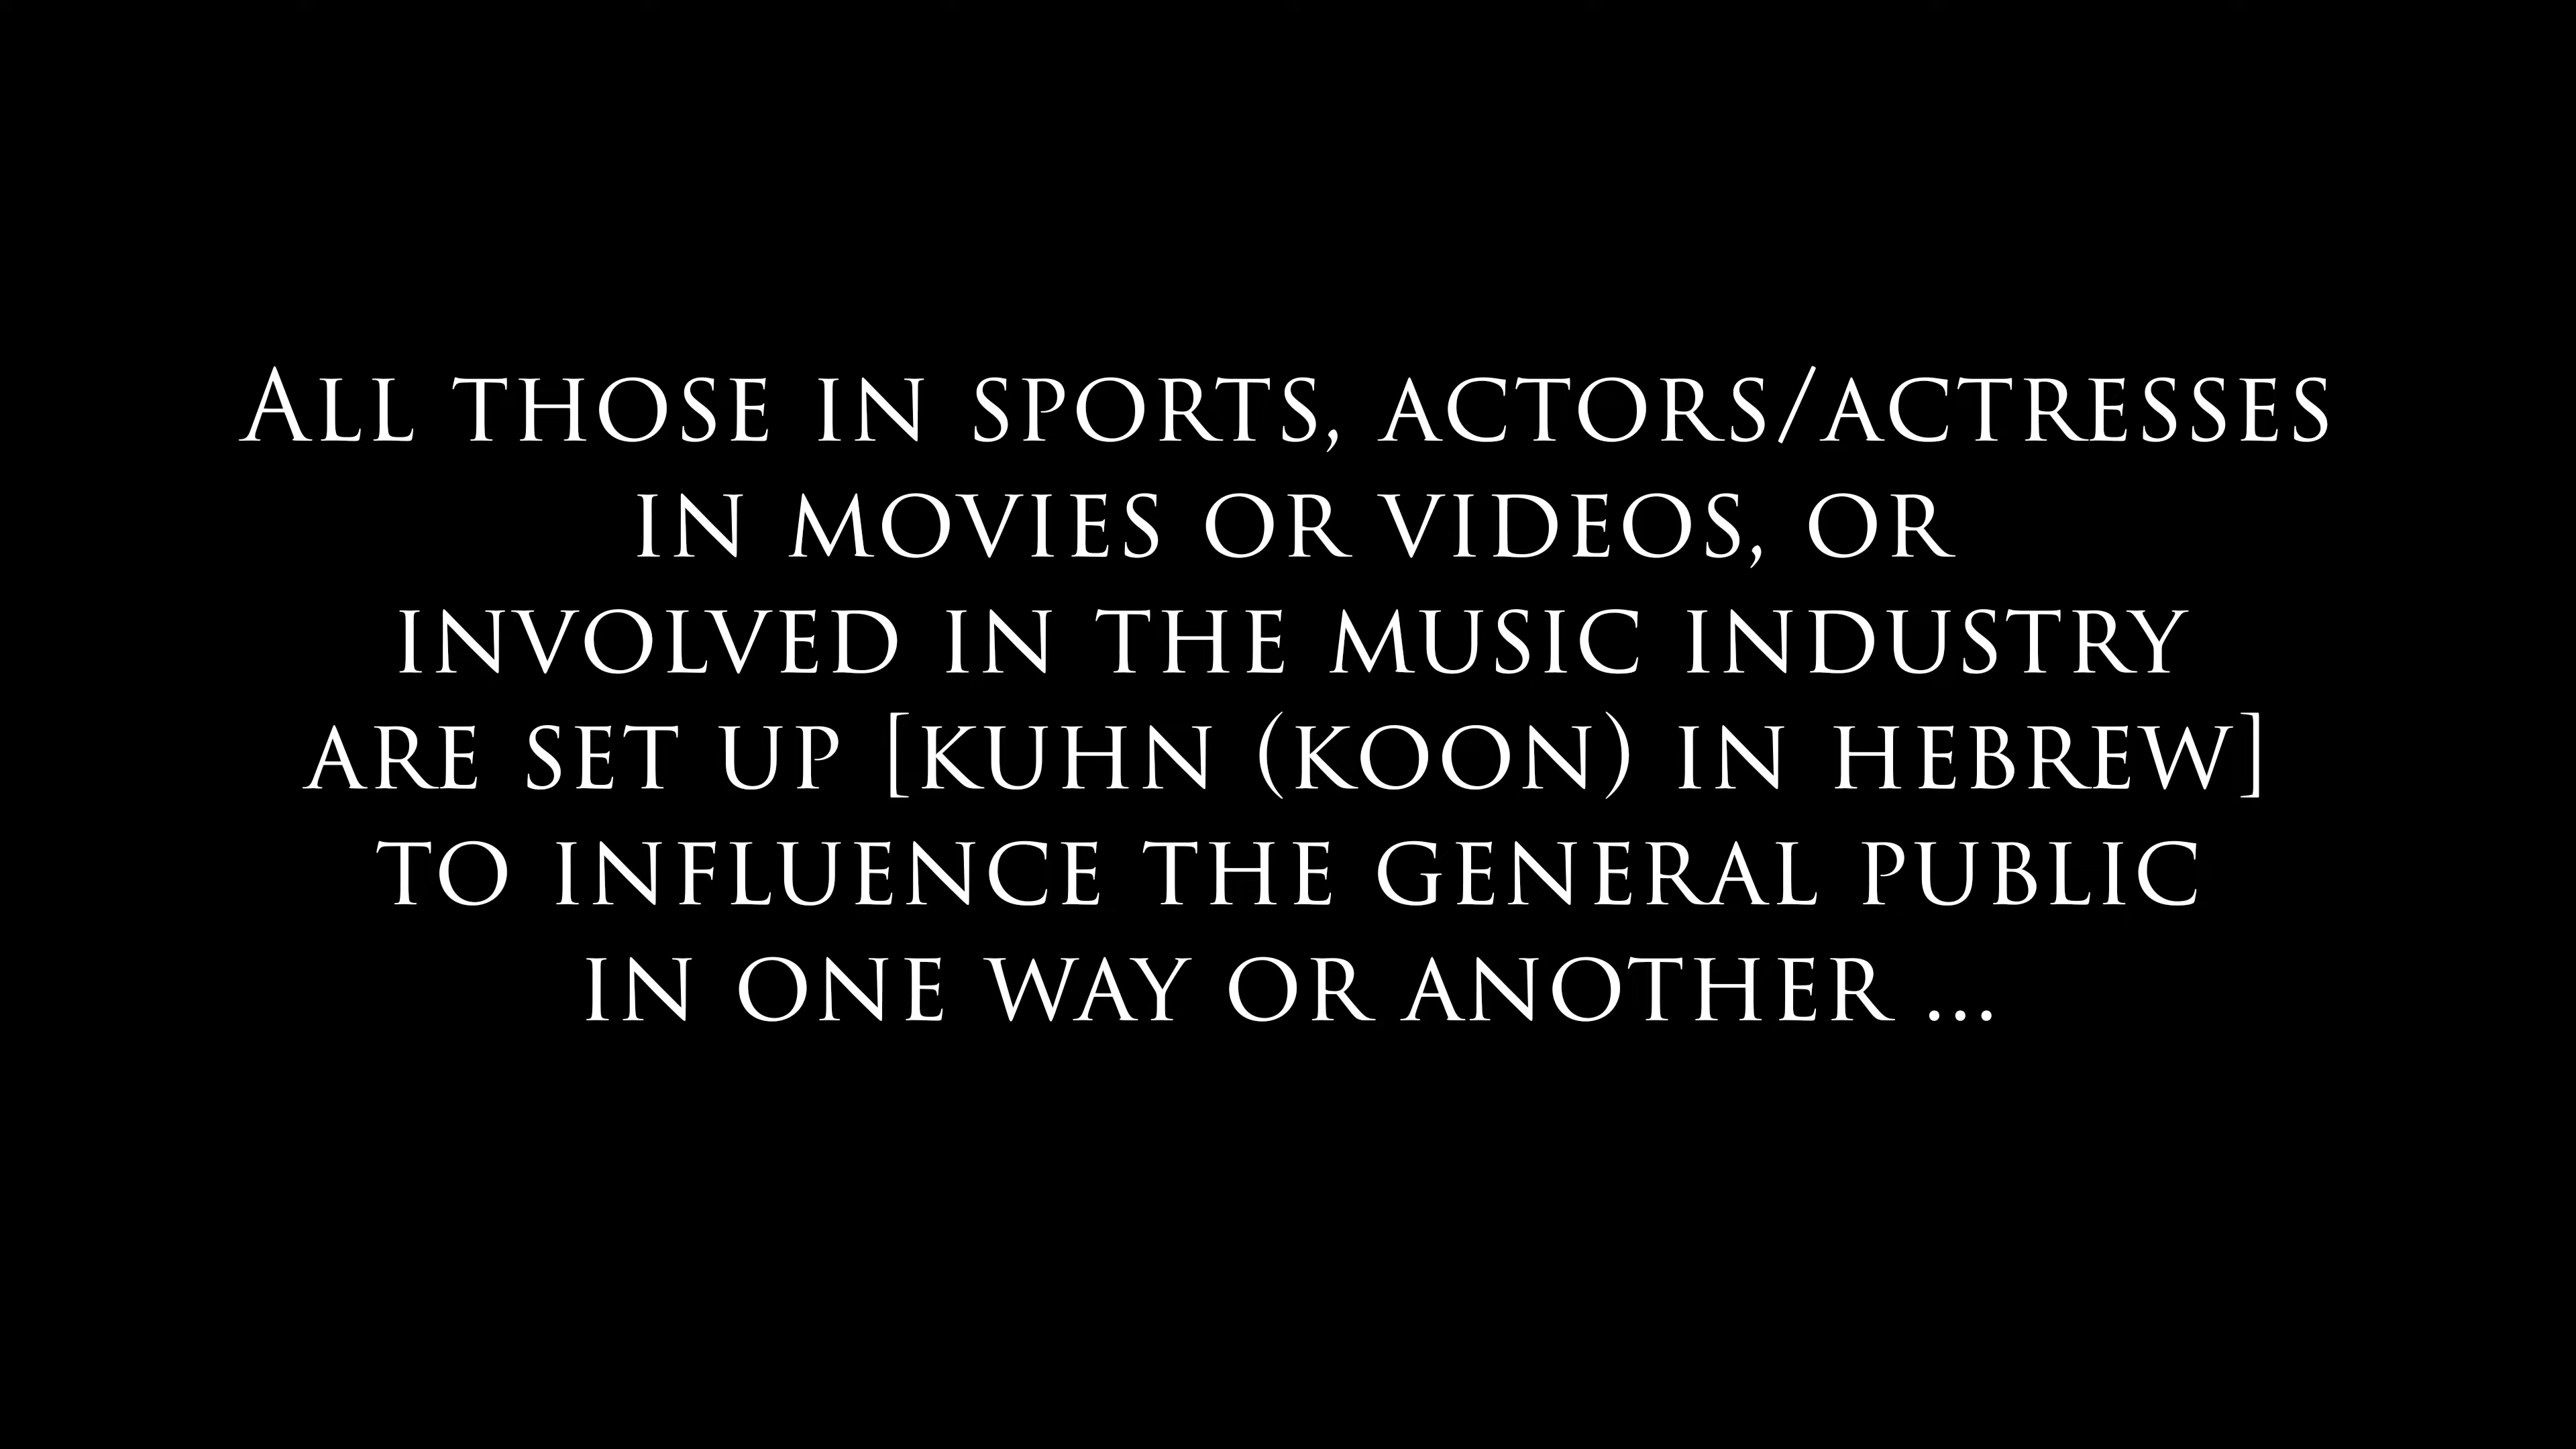 All those in sports, actors/actresses
in movies or videos, or
involved in the music industry
are set up [kuhn (koon) in hebrew]
to influence the general public
in one way or another ...